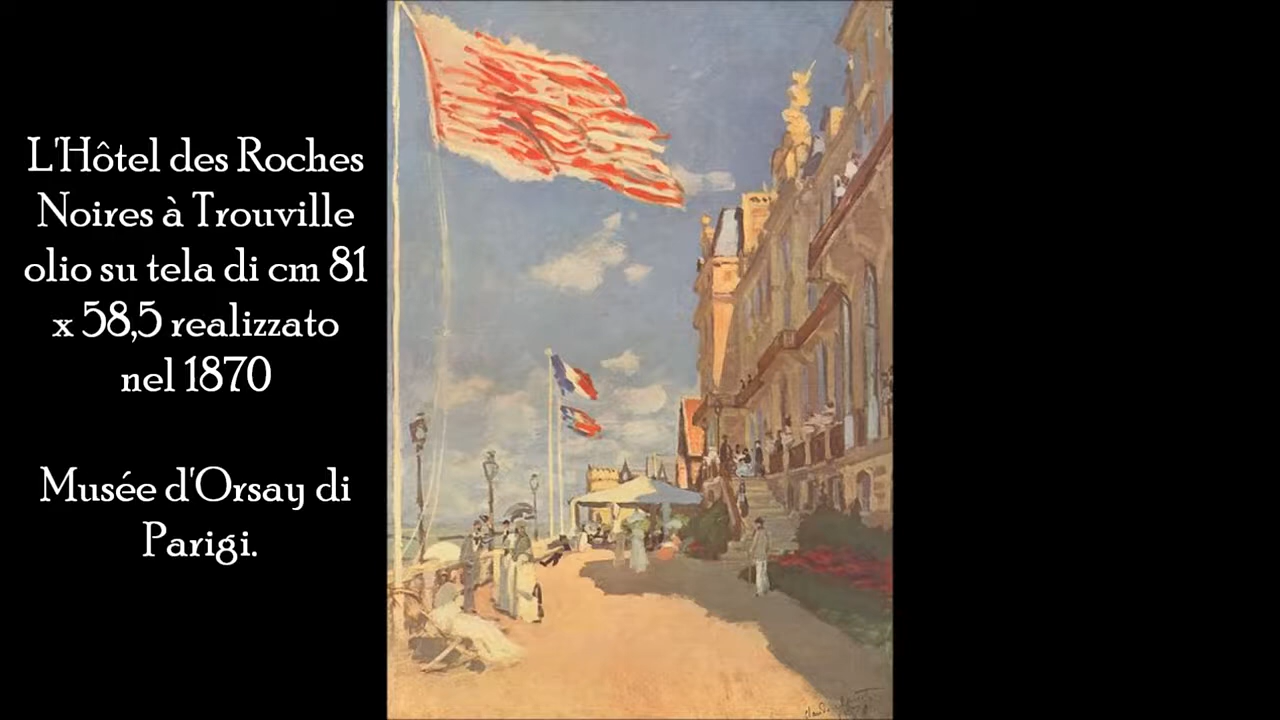 L'Hôtel des Roches
Noires à Trouville
olio su tela di cm 81
x 58,5 realizzato
nel 1870
Musée d'Orsay di
Parigi.